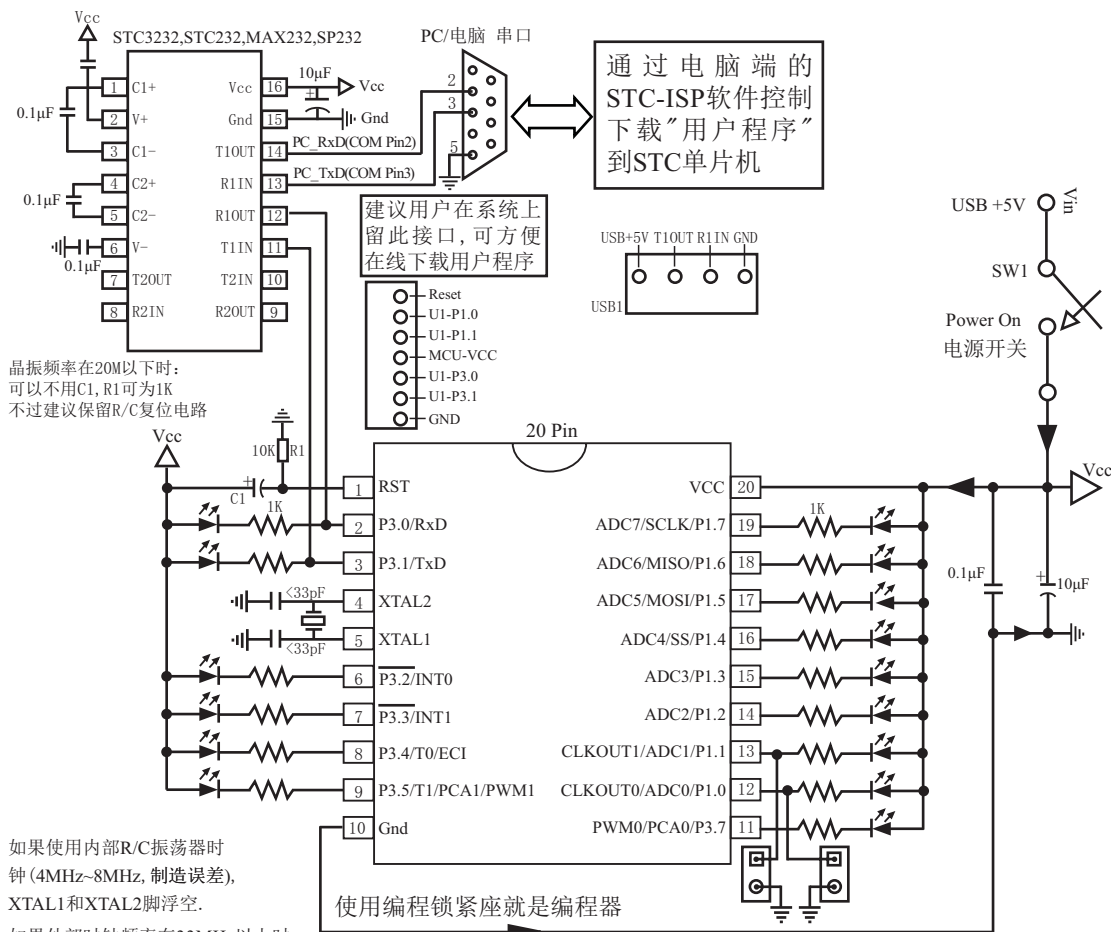 Vcc
STC3232,STC232,MAX232,SP232
PC/电脑 串口
通过电脑端的
STC-ISP软件控制
下载"用户程序"
到STC单片机
1 C1+
2 V+
3 C1-
4 C2+
5 C2-
6 V-
7 T2OUT
8 R2IN
Vcc 16
Gnd 15
T1OUT 14
R1IN 13
R1OUT 12
T1IN 11
T2IN 10
R2OUT 9
0.1μF
0.1μF
0.1μF
10μF
+
Vcc
Gnd
PC_RxD(COM Pin2)
PC_TxD(COM Pin3)
2
3
5
建议用户在系统上
留此接口,可方便
在线下载用户程序
USB+5V T1OUT R1IN GND
USB1
USB +5V
Vin
SW1
Power On
电源开关
Reset
U1-P1.0
U1-P1.1
MCU-VCC
U1-P3.0
U1-P3.1
GND
晶振频率在20M以下时:
可以不用C1,R1可为1K
不过建议保留R/C复位电路
Vcc
10K R1
+
C1
1K
<33pF
<33pF
20 Pin
1 RST
2 P3.0/RxD
3 P3.1/TxD
4 XTAL2
5 XTAL1
6 P3.2/INT0
7 P3.3/INT1
8 P3.4/T0/ECI
9 P3.5/T1/PCA1/PWM1
10 Gnd
VCC 20
ADC7/SCLK/P1.7 19
ADC6/MISO/P1.6 18
ADC5/MOSI/P1.5 17
ADC4/SS/P1.4 16
ADC3/P1.3 15
ADC2/P1.2 14
CLKOUT1/ADC1/P1.1 13
CLKOUT0/ADC0/P1.0 12
PWM0/PCA0/P3.7 11
1K
Vcc
0.1μF
+
10μF
如果使用内部R/C振荡器时
钟(4MHz~8MHz,制造误差),
XTAL1和XTAL2脚浮空.
使用编程锁紧座就是编程器